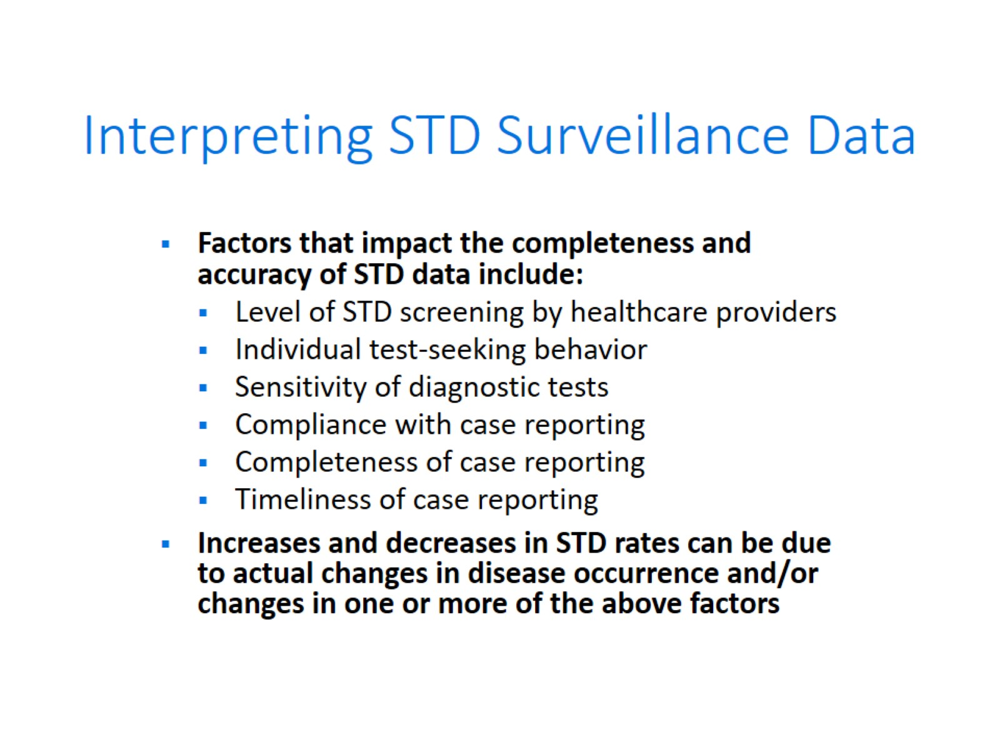 Interpreting STD Surveillance Data
▪ Factors that impact the completeness and
accuracy of STD data include:
▪ Level of STD screening by healthcare providers
▪ Individual test-seeking behavior
▪ Sensitivity of diagnostic tests
▪ Compliance with case reporting
▪ Completeness of case reporting
▪ Timeliness of case reporting
▪ Increases and decreases in STD rates can be due
to actual changes in disease occurrence and/or
changes in one or more of the above factors